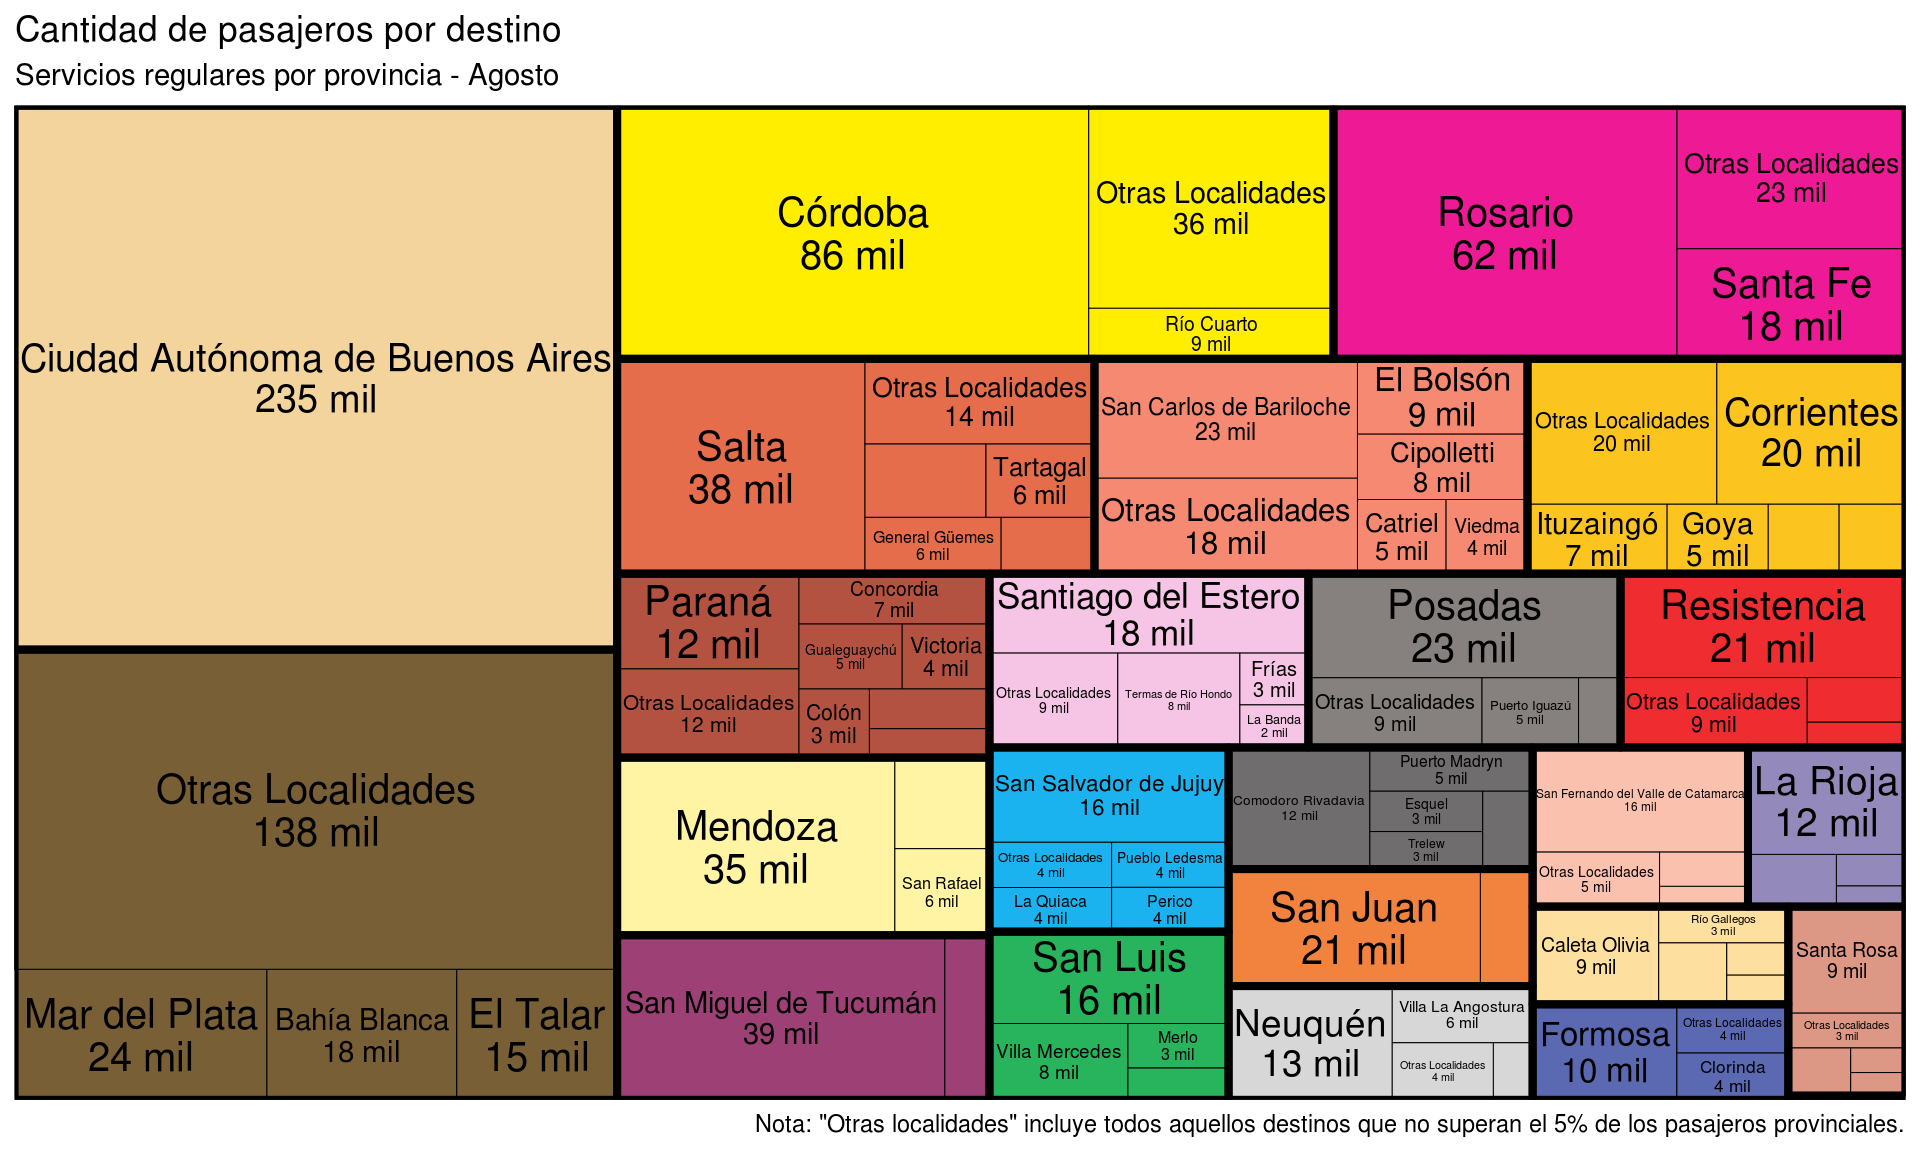 Cantidad de pasajeros por destino
Servicios regulares por provincia - Agosto
Ciudad Autónoma de Buenos Aires
235 mil
Otras Localidades
138 mil
Mar del Plata
24 mil
Bahía Blanca
18 mil
El Talar
15 mil
Córdoba
86 mil
Otras Localidades
36 mil
Río Cuarto
9 mil
Rosario
62 mil
Otras Localidades
23 mil
Santa Fe
18 mil
Salta
38 mil
Otras Localidades
14 mil
Tartagal
6 mil
General Güemes
6 mil
San Carlos de Bariloche
23 mil
Otras Localidades
18 mil
El Bolsón
9 mil
Cipolletti
8 mil
Catriel
5 mil
Viedma
4 mil
Otras Localidades
20 mil
Corrientes
20 mil
Ituzaingó
7 mil
Goya
5 mil
Paraná
12 mil
Otras Localidades
12 mil
Concordia
7 mil
Gualeguaychú
5 mil
Victoria
4 mil
Colón
3 mil
Santiago del Estero
18 mil
Otras Localidades
9 mil
Termas de Río Hondo
8 mil
Frías
3 mil
La Banda
2 mil
Posadas
23 mil
Otras Localidades
9 mil
Puerto Iguazú
5 mil
Resistencia
21 mil
Otras Localidades
9 mil
Mendoza
35 mil
San Rafael
6 mil
San Miguel de Tucumán
39 mil
San Salvador de Jujuy
16 mil
Otras Localidades
4 mil
Pueblo Ledesma
4 mil
La Quiaca
4 mil
Perico
4 mil
San Luis
16 mil
Villa Mercedes
8 mil
Merlo
3 mil
Comodoro Rivadavia
12 mil
Puerto Madryn
5 mil
Esquel
3 mil
Trelew
3 mil
San Juan
21 mil
Neuquén
13 mil
Villa La Angostura
6 mil
Otras Localidades
4 mil
San Fernando del Valle de Catamarca
16 mil
Otras Localidades
5 mil
La Rioja
12 mil
Caleta Olivia
9 mil
Río Gallegos
3 mil
Formosa
10 mil
Otras Localidades
4 mil
Clorinda
4 mil
Santa Rosa
9 mil
Otras Localidades
3 mil
Nota: "Otras localidades" incluye todos aquellos destinos que no superan el 5% de los pasajeros provinciales.